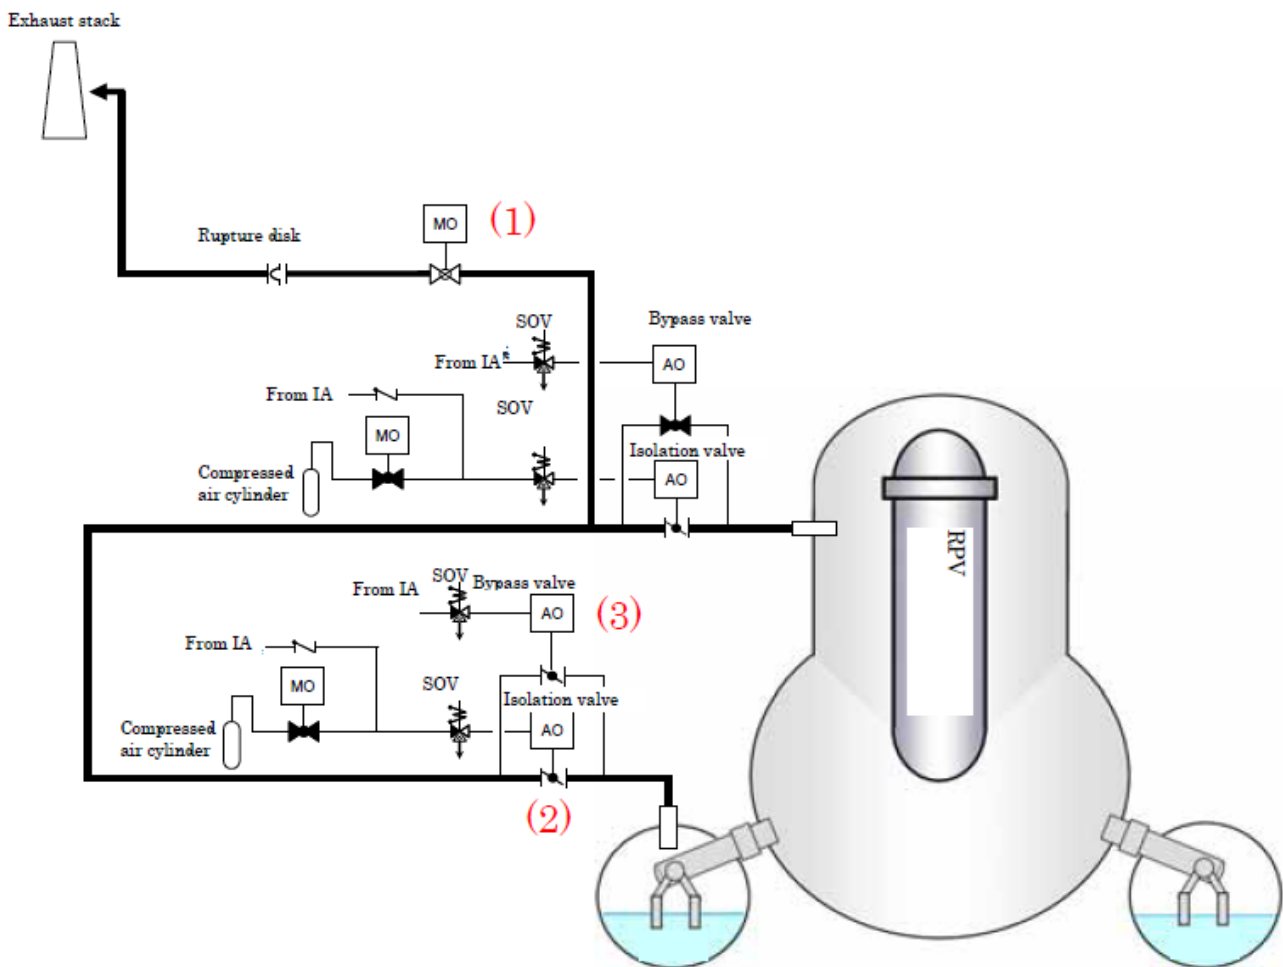 Exhaust stack
MO
(1)
Rupture disk
SOV
Bypass valve
From IA
AO
From IA
SOV
MO
Isolation valve
Compressed
air cylinder
AO
RPV
SOV
Bypass valve
From IA
AO
(3)
From IA
MO
SOV
Isolation valve
Compressed
air cylinder
AO
(2)